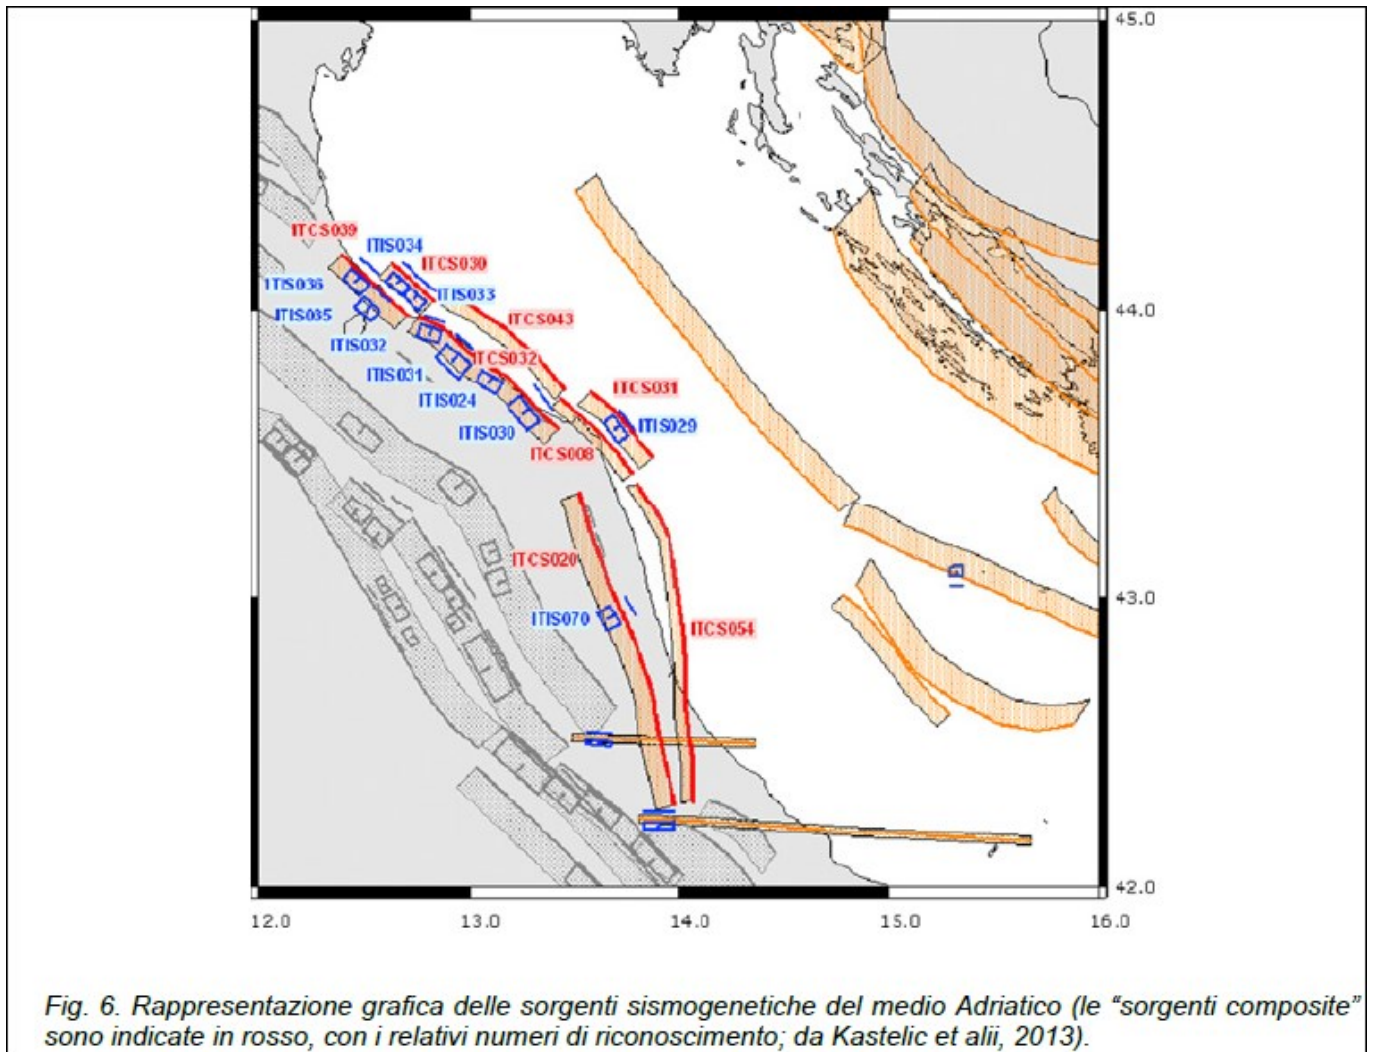 45.0
ITCS039
ITIS034
ITCS030
ITIS036
ITIS033
44.0
ITIS035
ITCS043
ITIS032
ITCS032
ITIS031
ITCS031
ITIS024
ITIS029
ITIS030
ITCS008
ITCS020
43.0
ITIS070
ITCS054
42.0
12.0 13.0 14.0 15.0 16.0
Fig. 6. Rappresentazione grafica delle sorgenti sismogenetiche del medio Adriatico (le “sorgenti composite”
sono indicate in rosso, con i relativi numeri di riconoscimento; da Kastelic et alii, 2013).